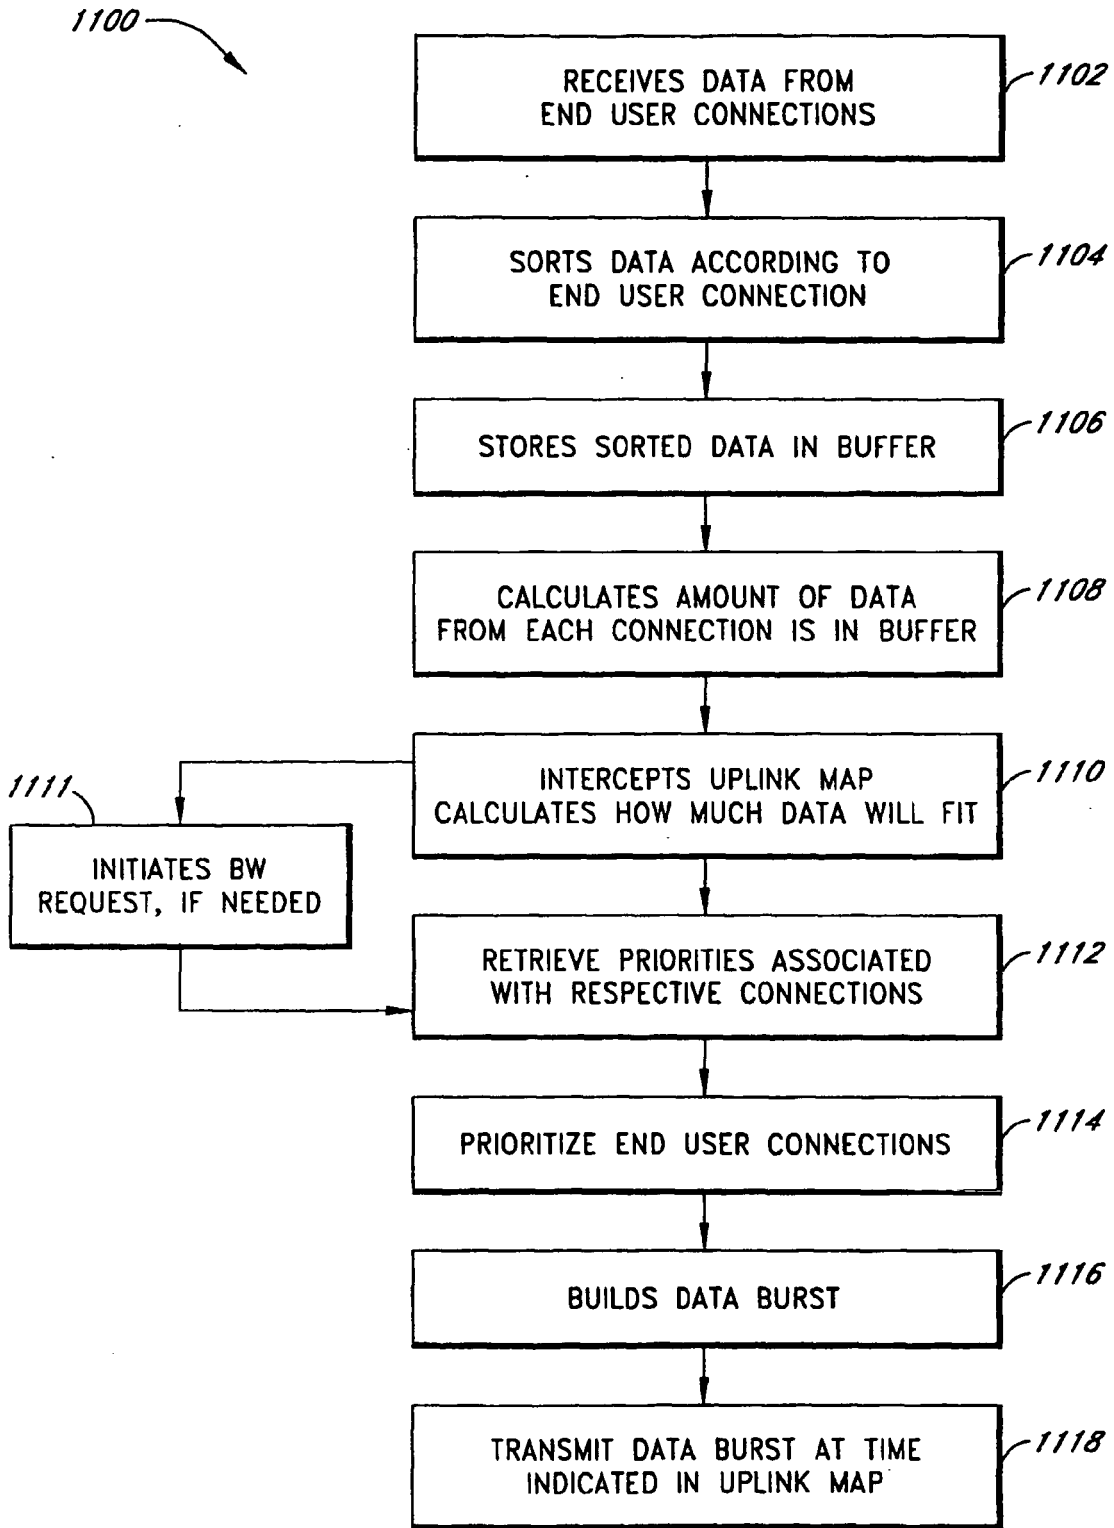 1100
RECEIVES DATA FROM
END USER CONNECTIONS
1102
SORTS DATA ACCORDING TO
END USER CONNECTION
1104
STORES SORTED DATA IN BUFFER
1106
CALCULATES AMOUNT OF DATA
FROM EACH CONNECTION IS IN BUFFER
1108
INTERCEPTS UPLINK MAP
CALCULATES HOW MUCH DATA WILL FIT
1110
1111
INITIATES BW
REQUEST, IF NEEDED
RETRIEVE PRIORITIES ASSOCIATED
WITH RESPECTIVE CONNECTIONS
1112
PRIORITIZE END USER CONNECTIONS
1114
BUILDS DATA BURST
1116
TRANSMIT DATA BURST AT TIME
INDICATED IN UPLINK MAP
1118